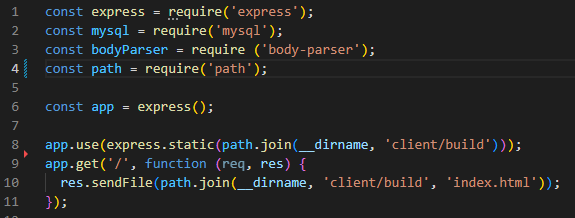 1 const express = require('express');
2 const mysql = require('mysql');
3 const bodyParser = require ('body-parser');
4 const path = require('path');
5
6 const app = express();
7
8 app.use(express.static(path.join(__dirname, 'client/build')));
9 app.get('/', function (req, res) {
10   res.sendFile(path.join(__dirname, 'client/build', 'index.html'));
11 });